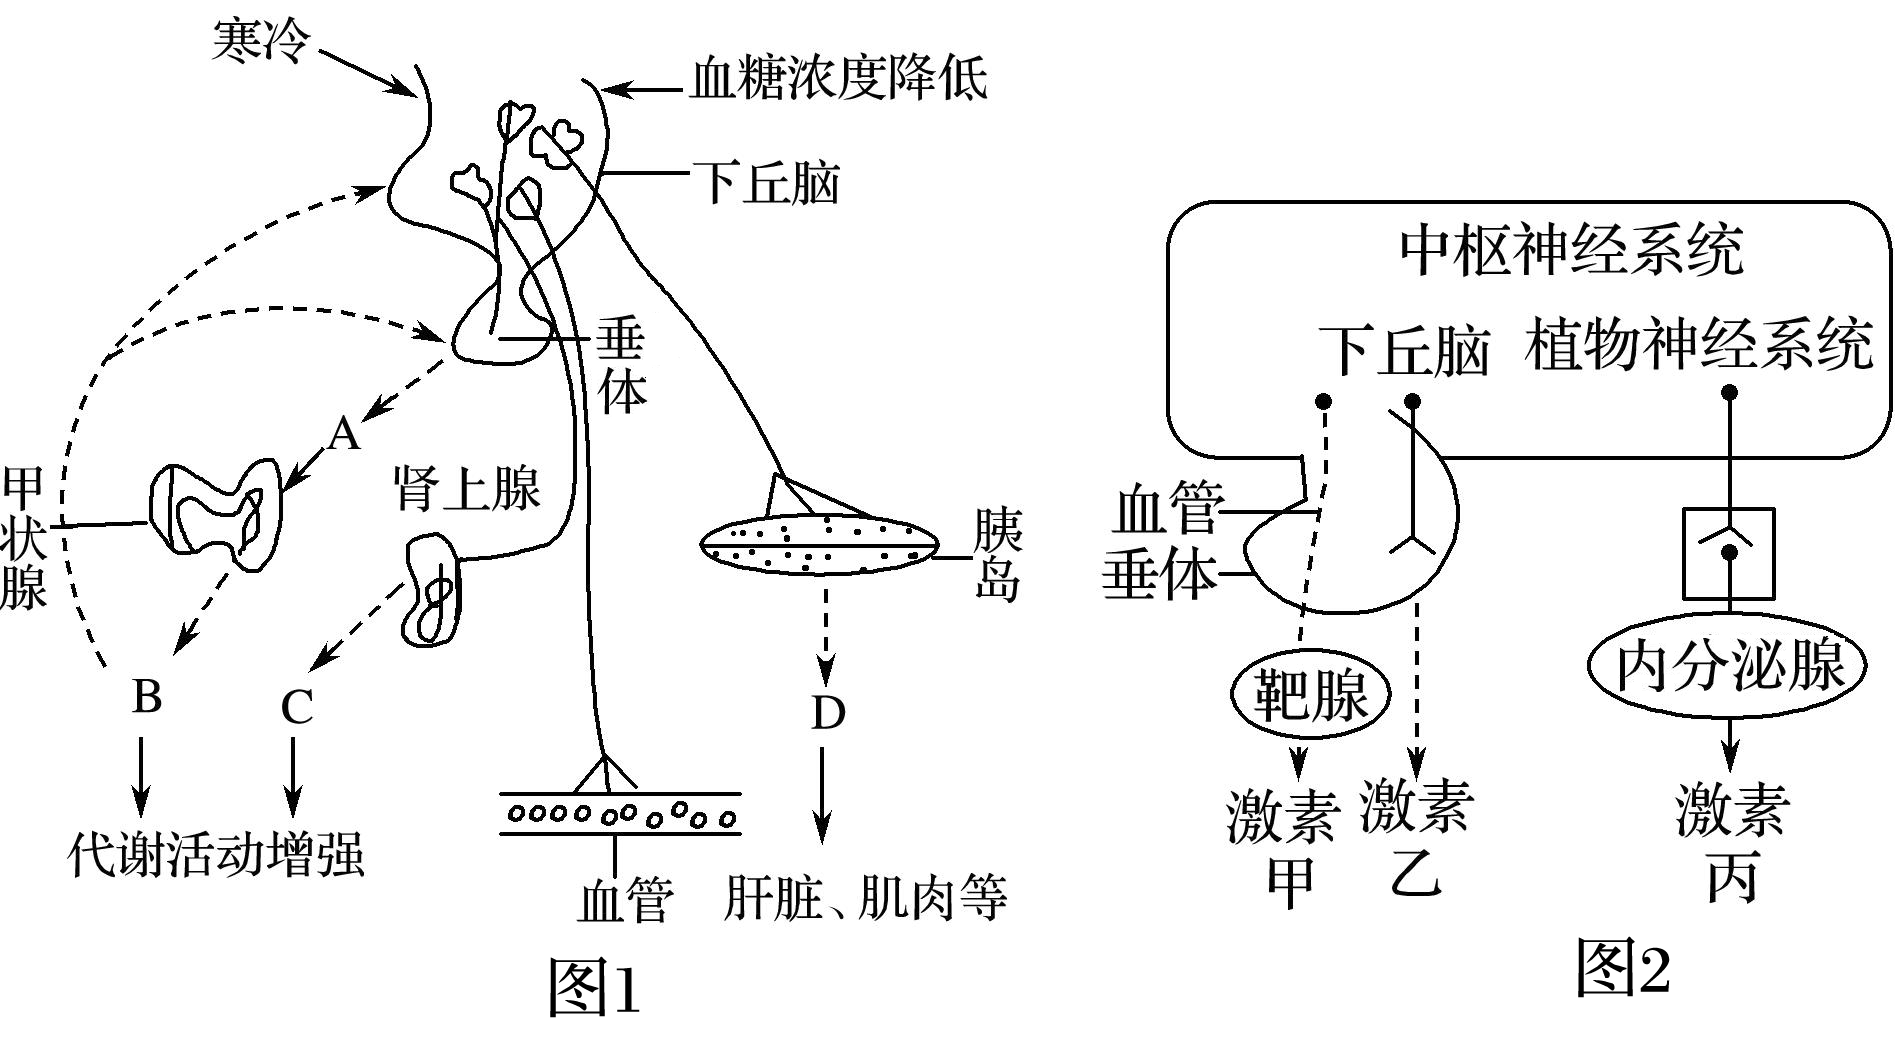 寒冷
血糖浓度降低
下丘脑
垂体
A
甲状腺
肾上腺
胰岛
B
C
D
代谢活动增强
血管
肝脏、肌肉等
图1
中枢神经系统
下丘脑
植物神经系统
血管
垂体
靶腺
内分泌腺
激素甲
激素乙
激素丙
图2